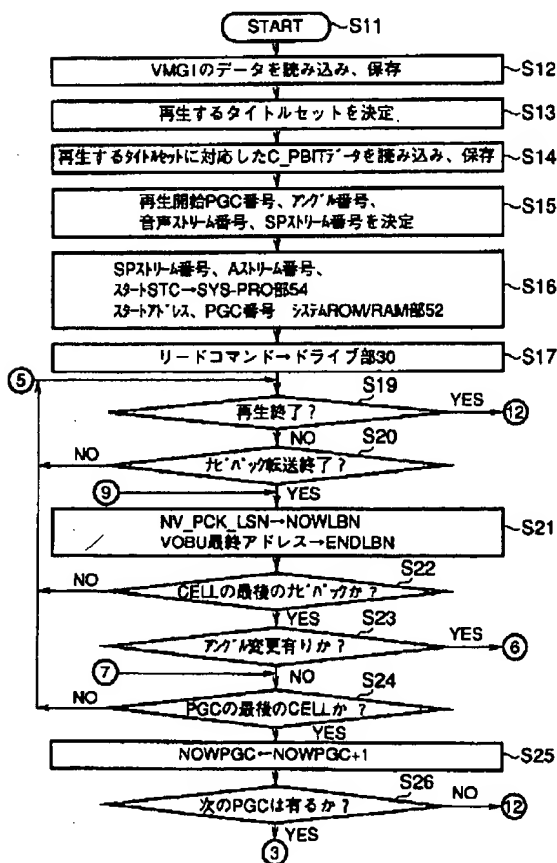 START
S11
VMGIのデータを読み込み、保存
S12
再生するタイトルセットを決定
S13
再生するタイトルセットに対応したC_PBITデータを読み込み、保存
S14
再生開始PGC番号、アングル番号、
音声ストリーム番号、SPストリーム番号を決定
S15
SPストリーム番号、Aストリーム番号、
スタートSTC→SYS-PRO部54
スタートアドレス、PGC番号 システムROM/RAM部52
S16
リードコマンド→ドライブ部30
S17
⑤
S19
再生終了?
YES
⑫
NO
S20
NO
ナビパック転送終了?
⑨
YES
NV_PCK_LSN→NOWLBN
VOBU最終アドレス→ENDLBN
S21
S22
NO
CELLの最後のナビパックか?
YES
S23
アングル変更有りか?
YES
⑥
⑦
NO
S24
NO
PGCの最後のCELLか?
YES
NOWPGC←NOWPGC+1
S25
S26
次のPGCは有るか?
NO
⑫
YES
③